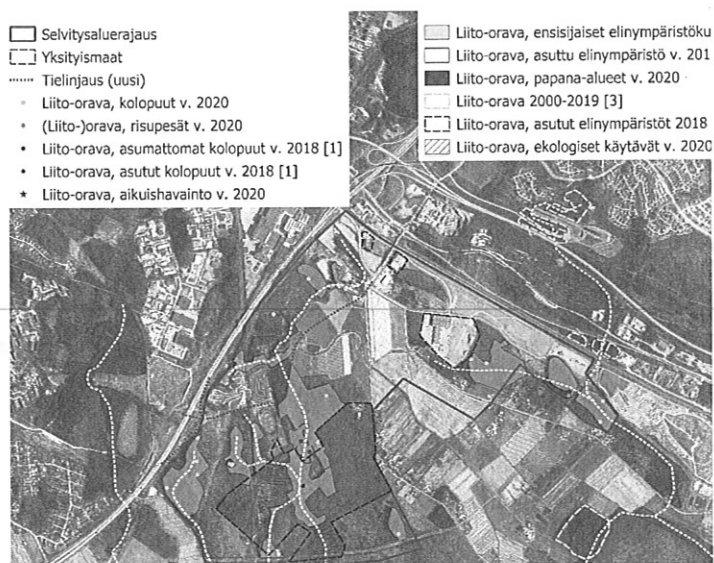 Selvitysaluerajaus
Yksityismaat
Tielinjaus (uusi)
Liito-orava, kolopuut v. 2020
(Liito-)orava, risupesät v. 2020
Liito-orava, asumattomat kolopuut v. 2018 [1]
Liito-orava, asutut kolopuut v. 2018 [1]
Liito-orava, aikuishavainto v. 2020
Liito-orava, ensisijaiset elinympäristöku
Liito-orava, asuttu elinympäristö v. 201
Liito-orava, papana-alueet v. 2020
Liito-orava 2000-2019 [3]
Liito-orava, asutut elinympäristöt 2018
Liito-orava, ekologiset käytävät v. 2020